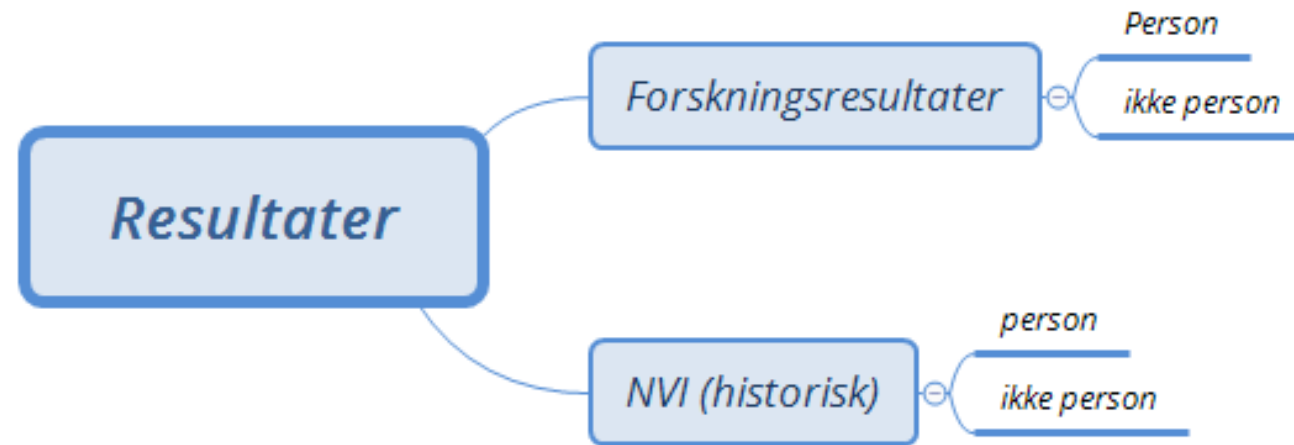 Resultater
Forskningsresultater
Person
ikke person
NVI (historisk)
person
ikke person